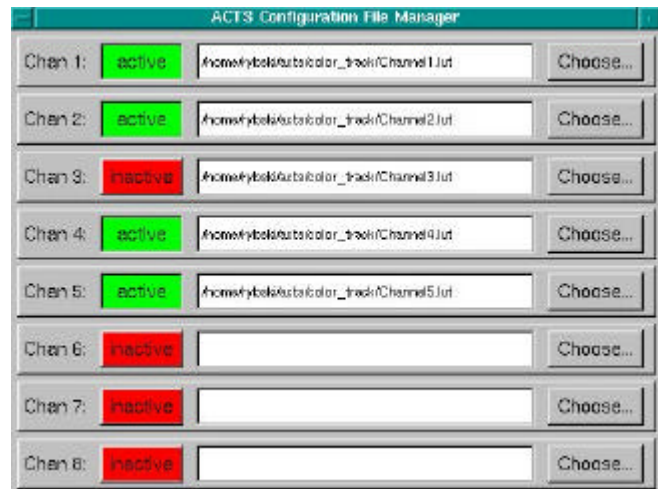 ACTS Configuration File Manager
Chan 1: active /home/rybski/acts/color_track/Channel1.lut Choose...
Chan 2: active /home/rybski/acts/color_track/Channel2.lut Choose...
Chan 3: inactive /home/rybski/acts/color_track/Channel3.lut Choose...
Chan 4: active /home/rybski/acts/color_track/Channel4.lut Choose...
Chan 5: active /home/rybski/acts/color_track/Channel5.lut Choose...
Chan 6: inactive Choose...
Chan 7: inactive Choose...
Chan 8: inactive Choose...